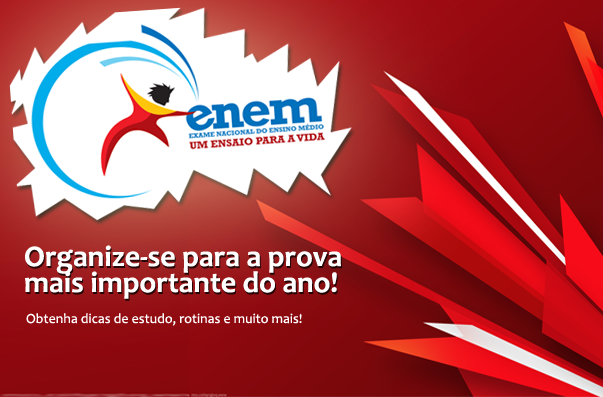 enem
EXAME NACIONAL DO ENSINO MÉDIO
UM ENSAIO PARA A VIDA
Organize-se para a prova
mais importante do ano!
Obtenha dicas de estudo, rotinas e muito mais!